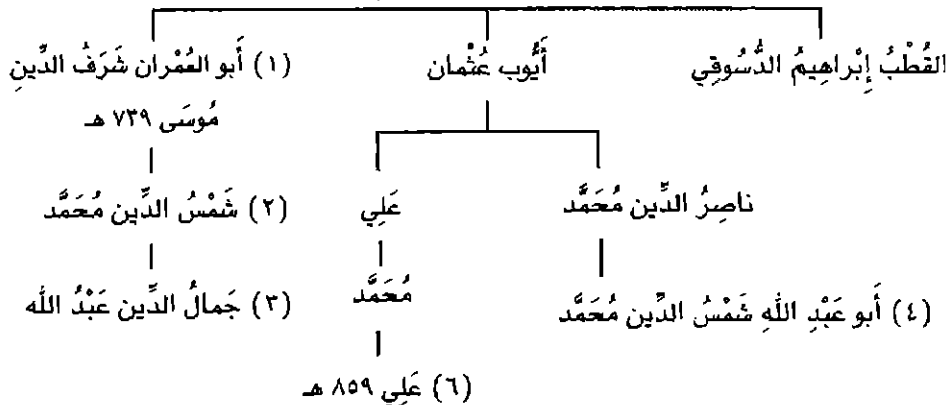 القُطْبُ إِبْراهِيمُ الدُّسُوقِي
أَيُّوب عُثْمان
(١) أَبو العُمْران شَرَفُ الدِّينِ
مُوسَى ٧٣٩ هـ
ناصِرُ الدِّين مُحَمَّد
عَلِي
(٢) شَمْسُ الدِّين مُحَمَّد
(٤) أَبو عَبْدِ اللهِ شَمْسُ الدِّين مُحَمَّد
مُحَمَّد
(٣) جَمالُ الدِّين عَبْدُ الله
(٦) عَلِي ٨٥٩ هـ